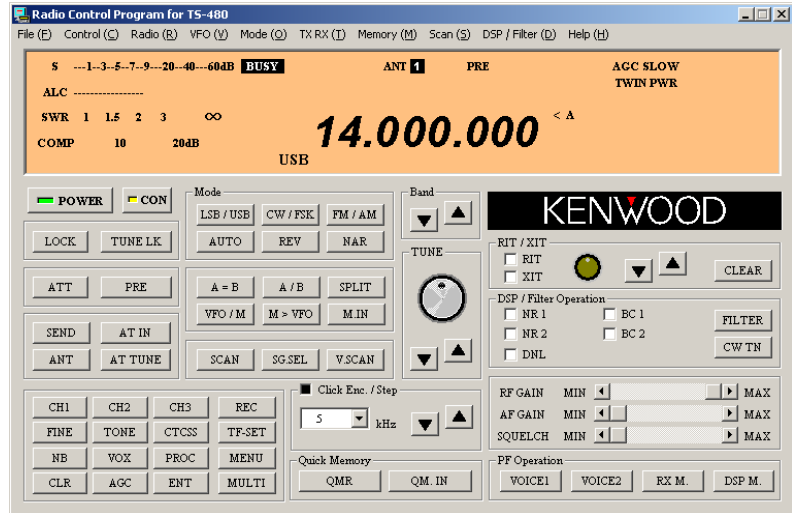 Radio Control Program for TS-480
File (F) Control (C) Radio (R) VFO (V) Mode (O) TX RX (T) Memory (M) Scan (S) DSP / Filter (D) Help (H)
S ---1--3--5--7--9---20--40---60dB BUSY ANT 1 PRE AGC SLOW
ALC ---------------- TWIN PWR
SWR 1 1.5 2 3 ∞ 14.000.000 < A
COMP 10 20dB
USB
POWER CON
LOCK TUNE LK
ATT PRE
SEND AT IN
ANT AT TUNE
Mode
LSB / USB CW / FSK FM / AM
AUTO REV NAR
A = B A / B SPLIT
VFO / M M > VFO M.IN
SCAN SG.SEL V.SCAN
Band
TUNE
KENWOOD
RIT / XIT
RIT
XIT
CLEAR
DSP / Filter Operation
NR 1 BC 1 FILTER
NR 2 BC 2
DNL CW TN
CH1 CH2 CH3 REC
FINE TONE CTCSS TF-SET
NB VOX PROC MENU
CLR AGC ENT MULTI
Click Enc. / Step
5 kHz
Quick Memory
QMR QM. IN
RF GAIN MIN MAX
AF GAIN MIN MAX
SQUELCH MIN MAX
PF Operation
VOICE1 VOICE2 RX M. DSP M.